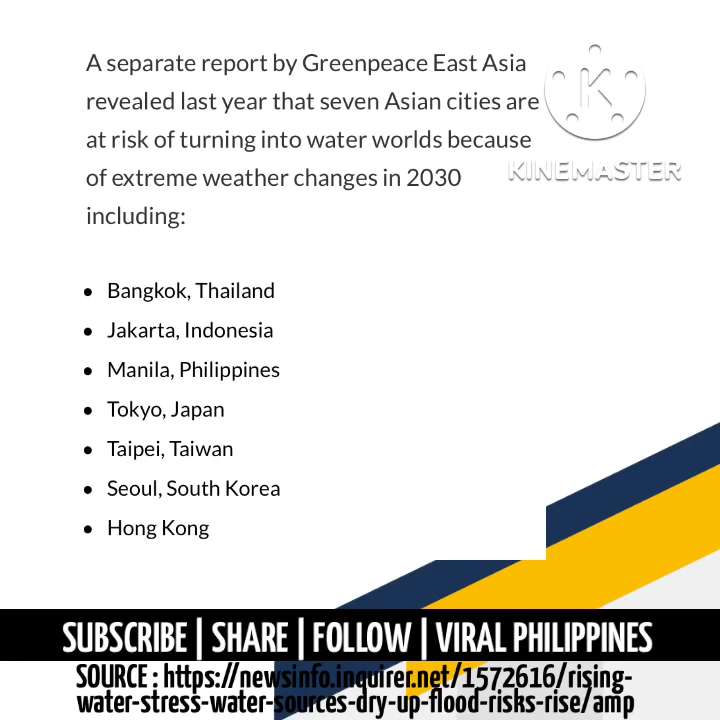 A separate report by Greenpeace East Asia
revealed last year that seven Asian cities are
at risk of turning into water worlds because
of extreme weather changes in 2030
including:
• Bangkok, Thailand
• Jakarta, Indonesia
• Manila, Philippines
• Tokyo, Japan
• Taipei, Taiwan
• Seoul, South Korea
• Hong Kong
K
KINEMASTER
SUBSCRIBE | SHARE | FOLLOW | VIRAL PHILIPPINES
SOURCE : https://newsinfo.inquirer.net/1572616/rising-
water-stress-water-sources-dry-up-flood-risks-rise/amp